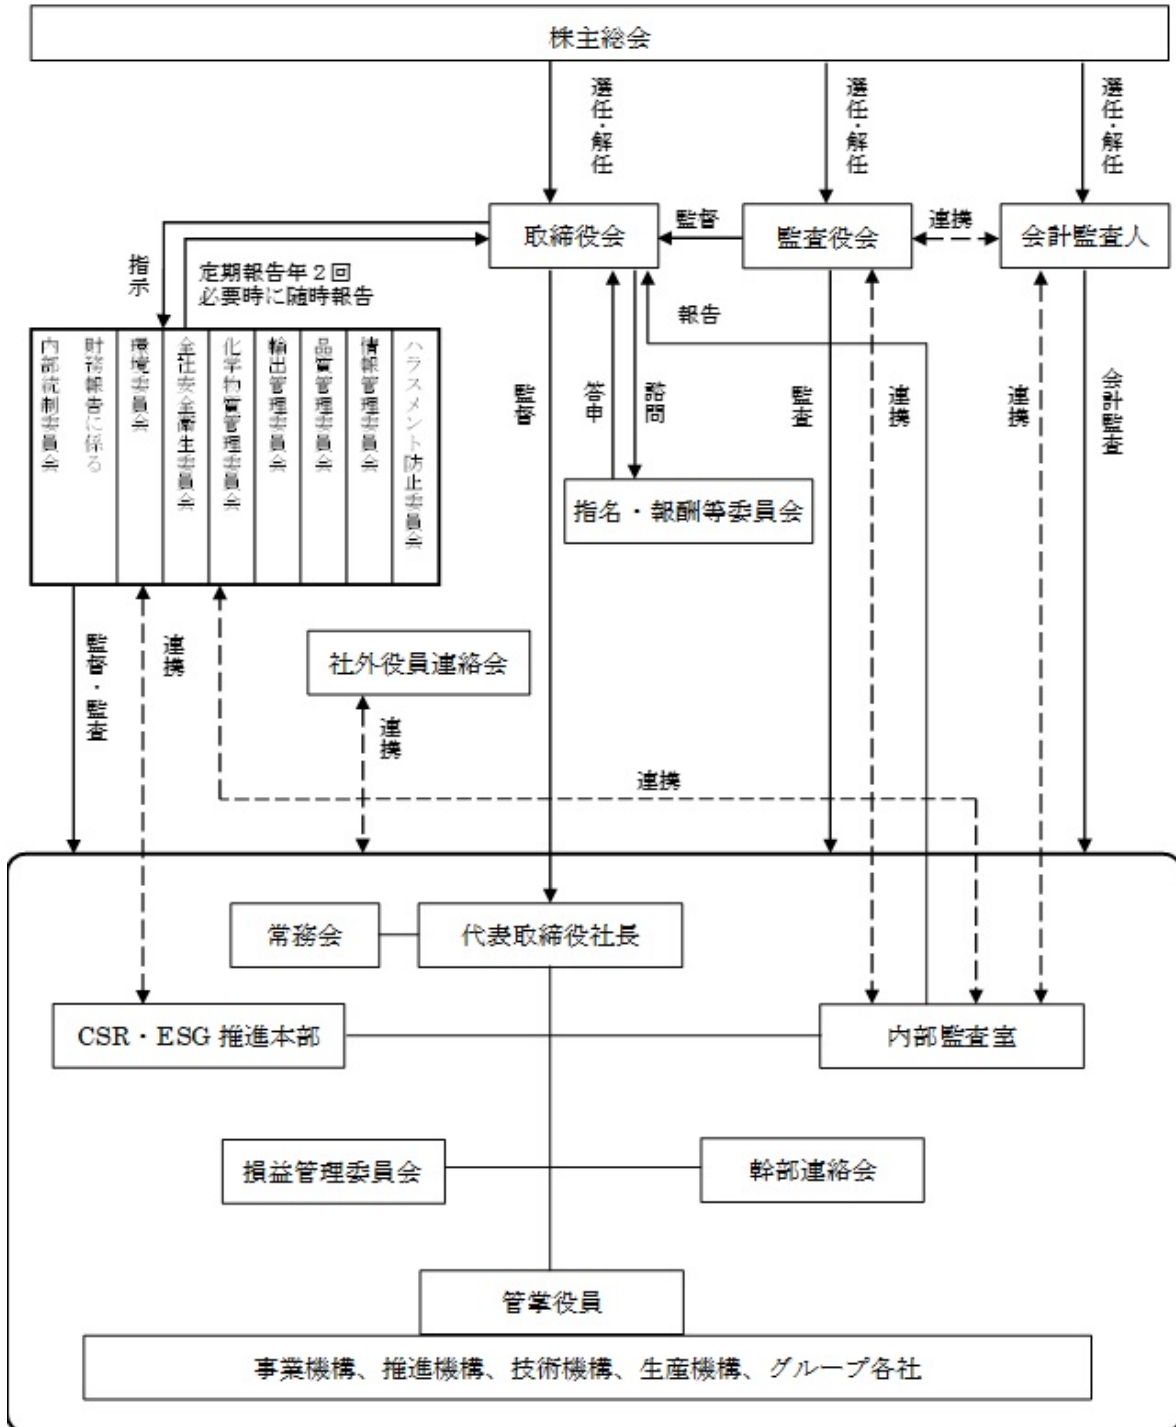 株主総会
選任・解任
選任・解任
選任・解任
取締役会
監督
監査役会
連携
会計監査人
指示
定期報告年2回
必要時に随時報告
報告
財務報告に係る
内部統制委員会
環境委員会
全社安全衛生委員会
化学物質管理委員会
輸出管理委員会
品質管理委員会
情報管理委員会
ハラスメント防止委員会
監督
答申
諮問
監査
連携
連携
会計監査
指名・報酬等委員会
監督・監査
連携
社外役員連絡会
連携
連携
常務会
代表取締役社長
CSR・ESG 推進本部
内部監査室
損益管理委員会
幹部連絡会
管掌役員
事業機構、推進機構、技術機構、生産機構、グループ各社